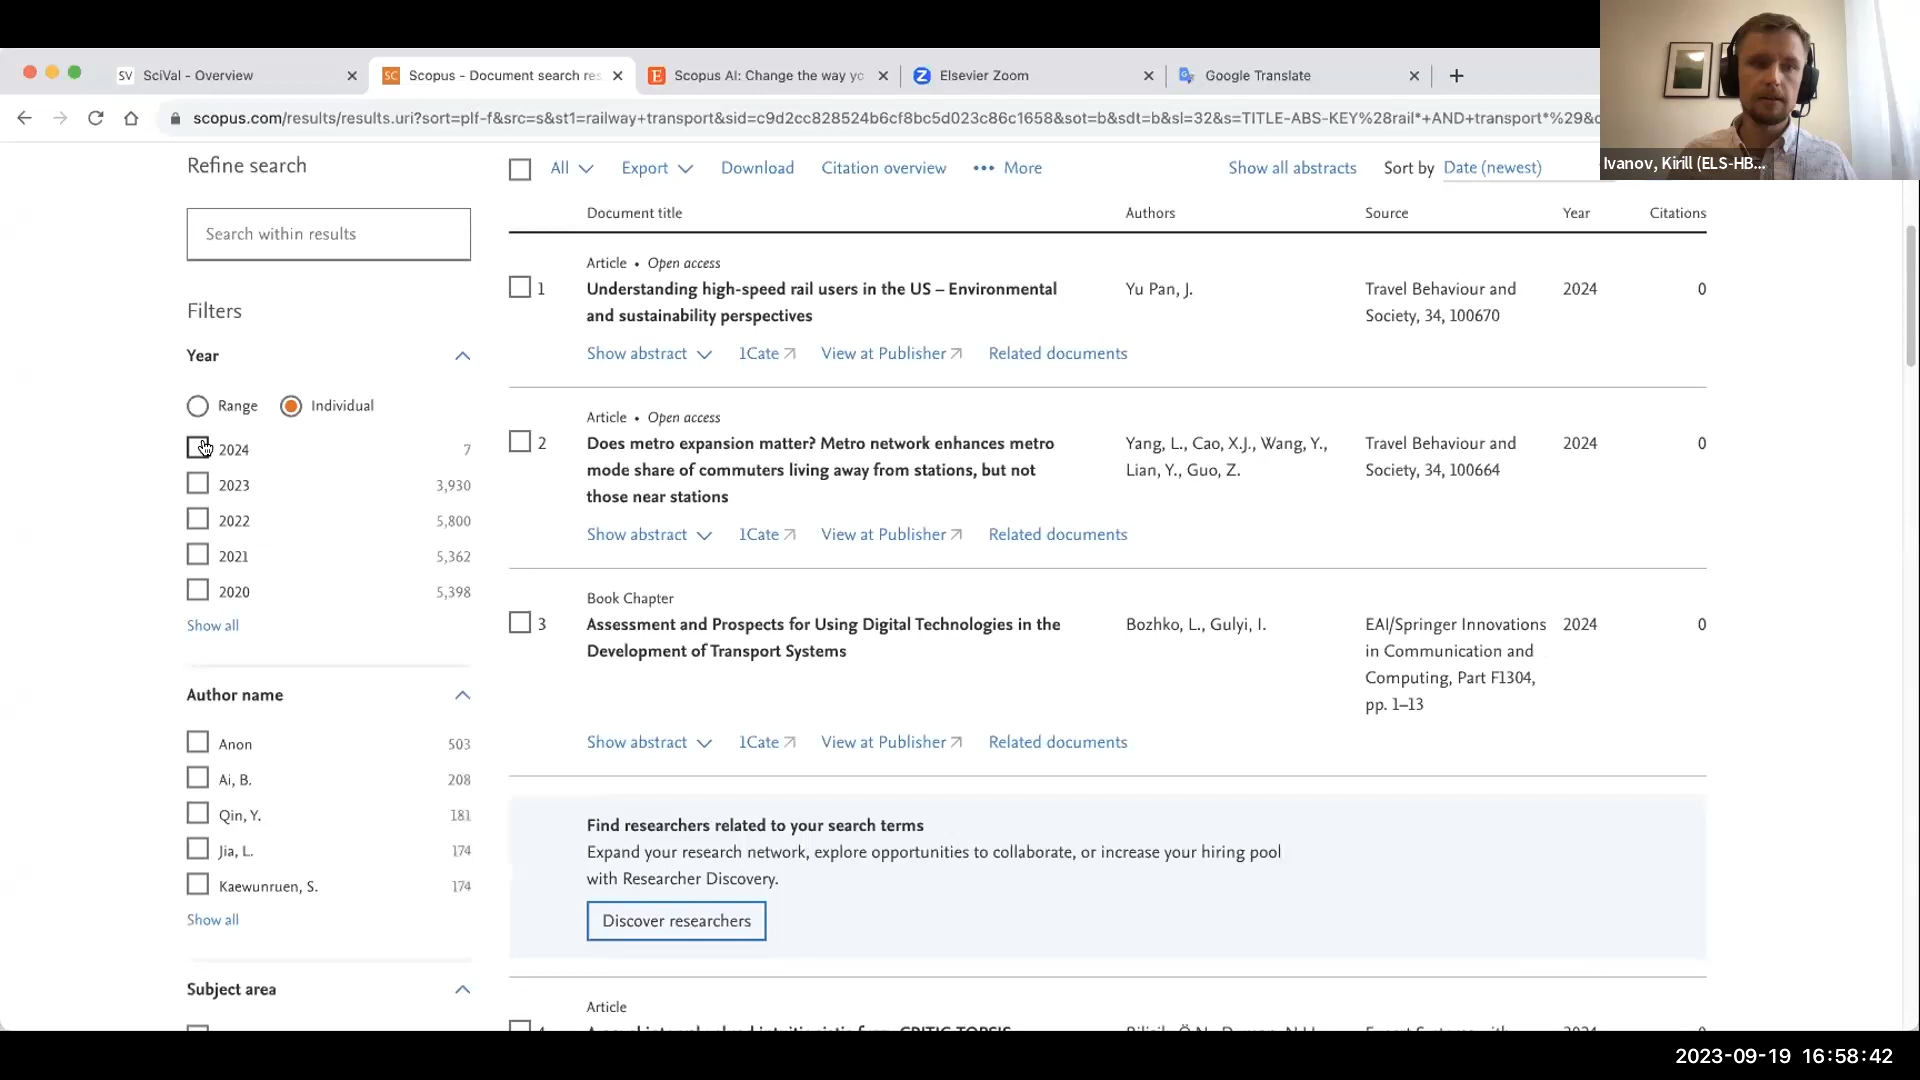 SciVal - Overview
Scopus - Document search res
Scopus AI: Change the way yo
Elsevier Zoom
Google Translate
scopus.com/results/results.uri?sort=plf-f&src=s&st1=railway+transport&sid=c9d2cc828524b6cf8bc5d023c86c1658&sot=b&sdt=b&sl=32&s=TITLE-ABS-KEY%28rail*+AND+transport*%29&
Ivanov, Kirill (ELS-HB...
Refine search
All Export Download Citation overview ••• More Show all abstracts Sort by Date (newest)
Search within results
Document title Authors Source Year Citations
Filters
Year
Range Individual
2024 7
2023 3,930
2022 5,800
2021 5,362
2020 5,398
Show all
Author name
Anon 503
Ai, B. 208
Qin, Y. 181
Jia, L. 174
Kaewunruen, S. 174
Show all
Subject area
Article • Open access
1 Understanding high-speed rail users in the US – Environmental
and sustainability perspectives
Yu Pan, J.
Travel Behaviour and
Society, 34, 100670
2024 0
Show abstract 1Cate View at Publisher Related documents
Article • Open access
2 Does metro expansion matter? Metro network enhances metro
mode share of commuters living away from stations, but not
those near stations
Yang, L., Cao, X.J., Wang, Y.,
Lian, Y., Guo, Z.
Travel Behaviour and
Society, 34, 100664
2024 0
Show abstract 1Cate View at Publisher Related documents
Book Chapter
3 Assessment and Prospects for Using Digital Technologies in the
Development of Transport Systems
Bozhko, L., Gulyi, I.
EAI/Springer Innovations
in Communication and
Computing, Part F1304,
pp. 1–13
2024 0
Show abstract 1Cate View at Publisher Related documents
Find researchers related to your search terms
Expand your research network, explore opportunities to collaborate, or increase your hiring pool
with Researcher Discovery.
Discover researchers
Article
2023-09-19 16:58:42